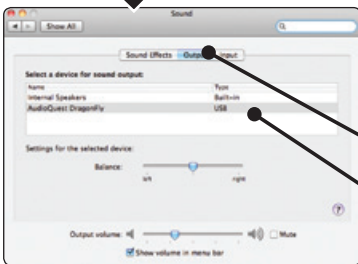 Sound
Show All
Sound Effects Output Input
Select a device for sound output:
Name Type
Internal Speakers Built-in
AudioQuest DragonFly USB
Settings for the selected device:
Balance:
left right
Output volume: Mute
Show volume in menu bar